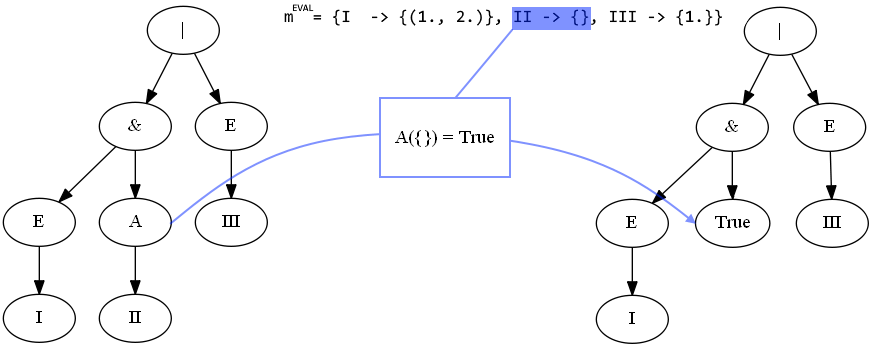 m^EVAL = {I -> {(1., 2.)}, II -> {}, III -> {1.}}
| |
& E A({}) = True & E
E A III E True III
I II I